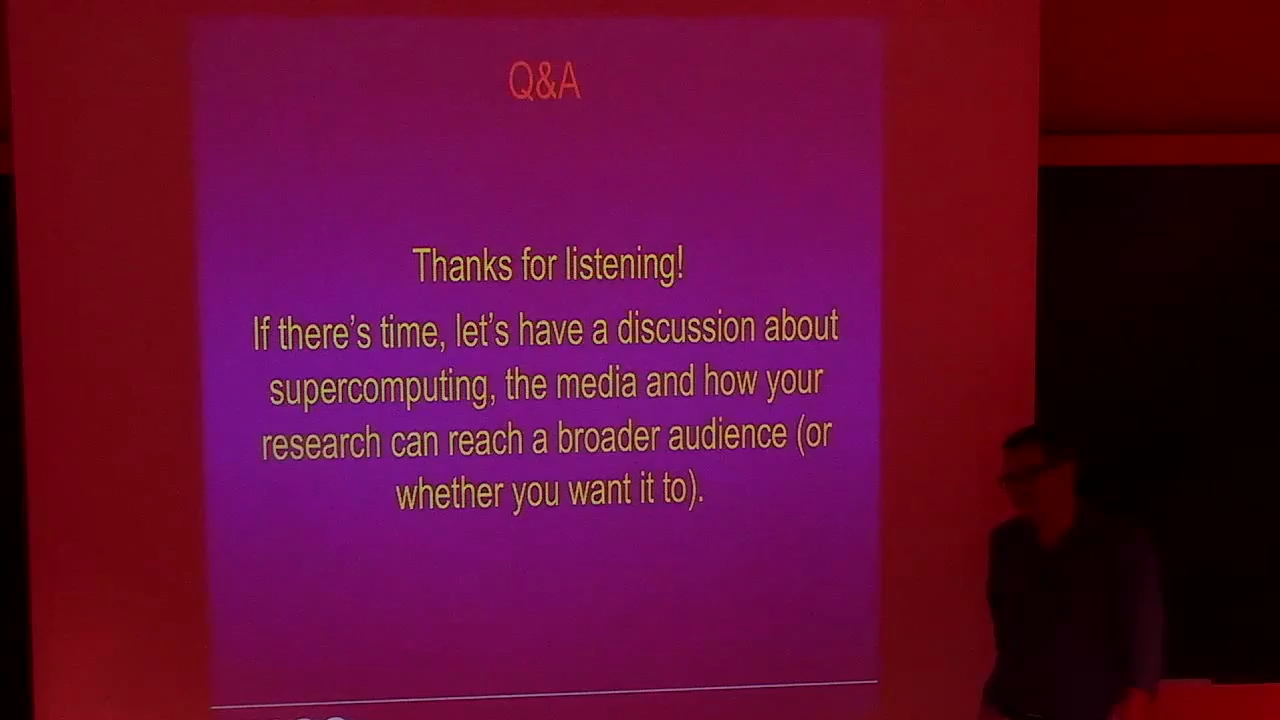 Q&A
Thanks for listening!
If there’s time, let’s have a discussion about
supercomputing, the media and how your
research can reach a broader audience (or
whether you want it to).